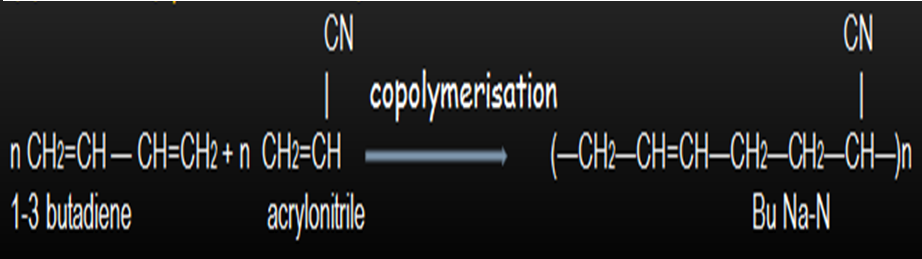 CN CN
| copolymerisation |
n CH2=CH — CH=CH2 + n CH2=CH (—CH2—CH=CH—CH2—CH2—CH—)n
1-3 butadiene acrylonitrile Bu Na-N